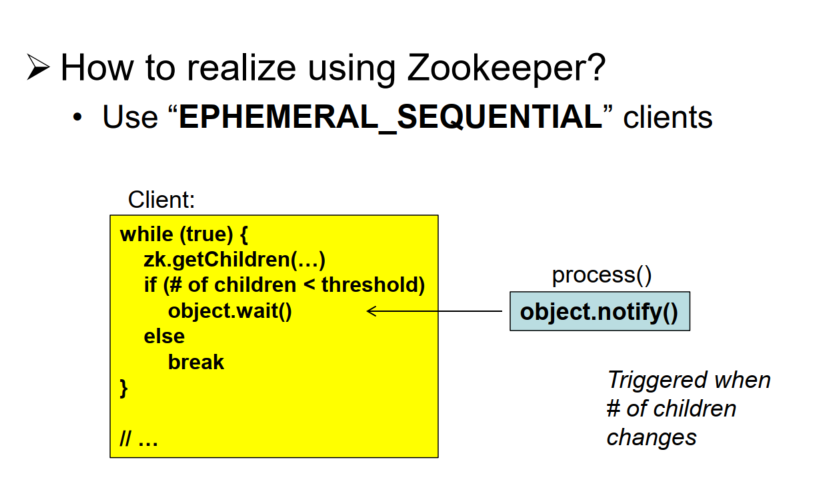 ➢ How to realize using Zookeeper?
• Use “EPHEMERAL_SEQUENTIAL” clients
Client:
while (true) {
zk.getChildren(…)
if (# of children < threshold)
object.wait()
else
break
}
// …
process()
object.notify()
Triggered when
# of children
changes